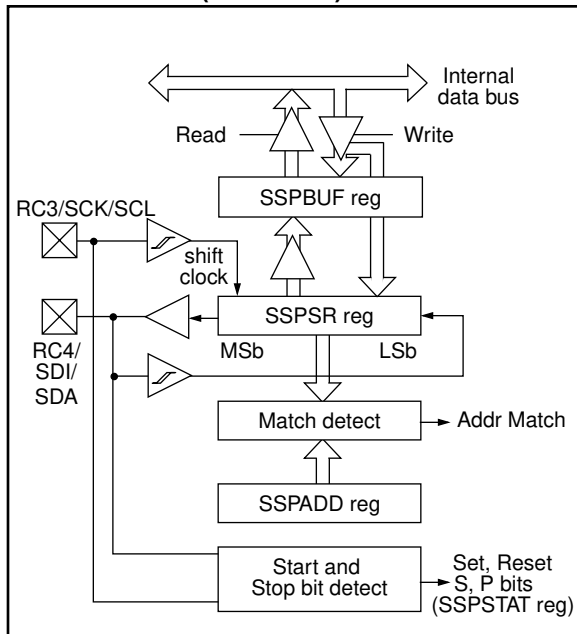 Internal
data bus
Read
Write
SSPBUF reg
RC3/SCK/SCL
shift
clock
SSPSR reg
MSb
LSb
RC4/
SDI/
SDA
Match detect
Addr Match
SSPADD reg
Start and
Stop bit detect
Set, Reset
S, P bits
(SSPSTAT reg)